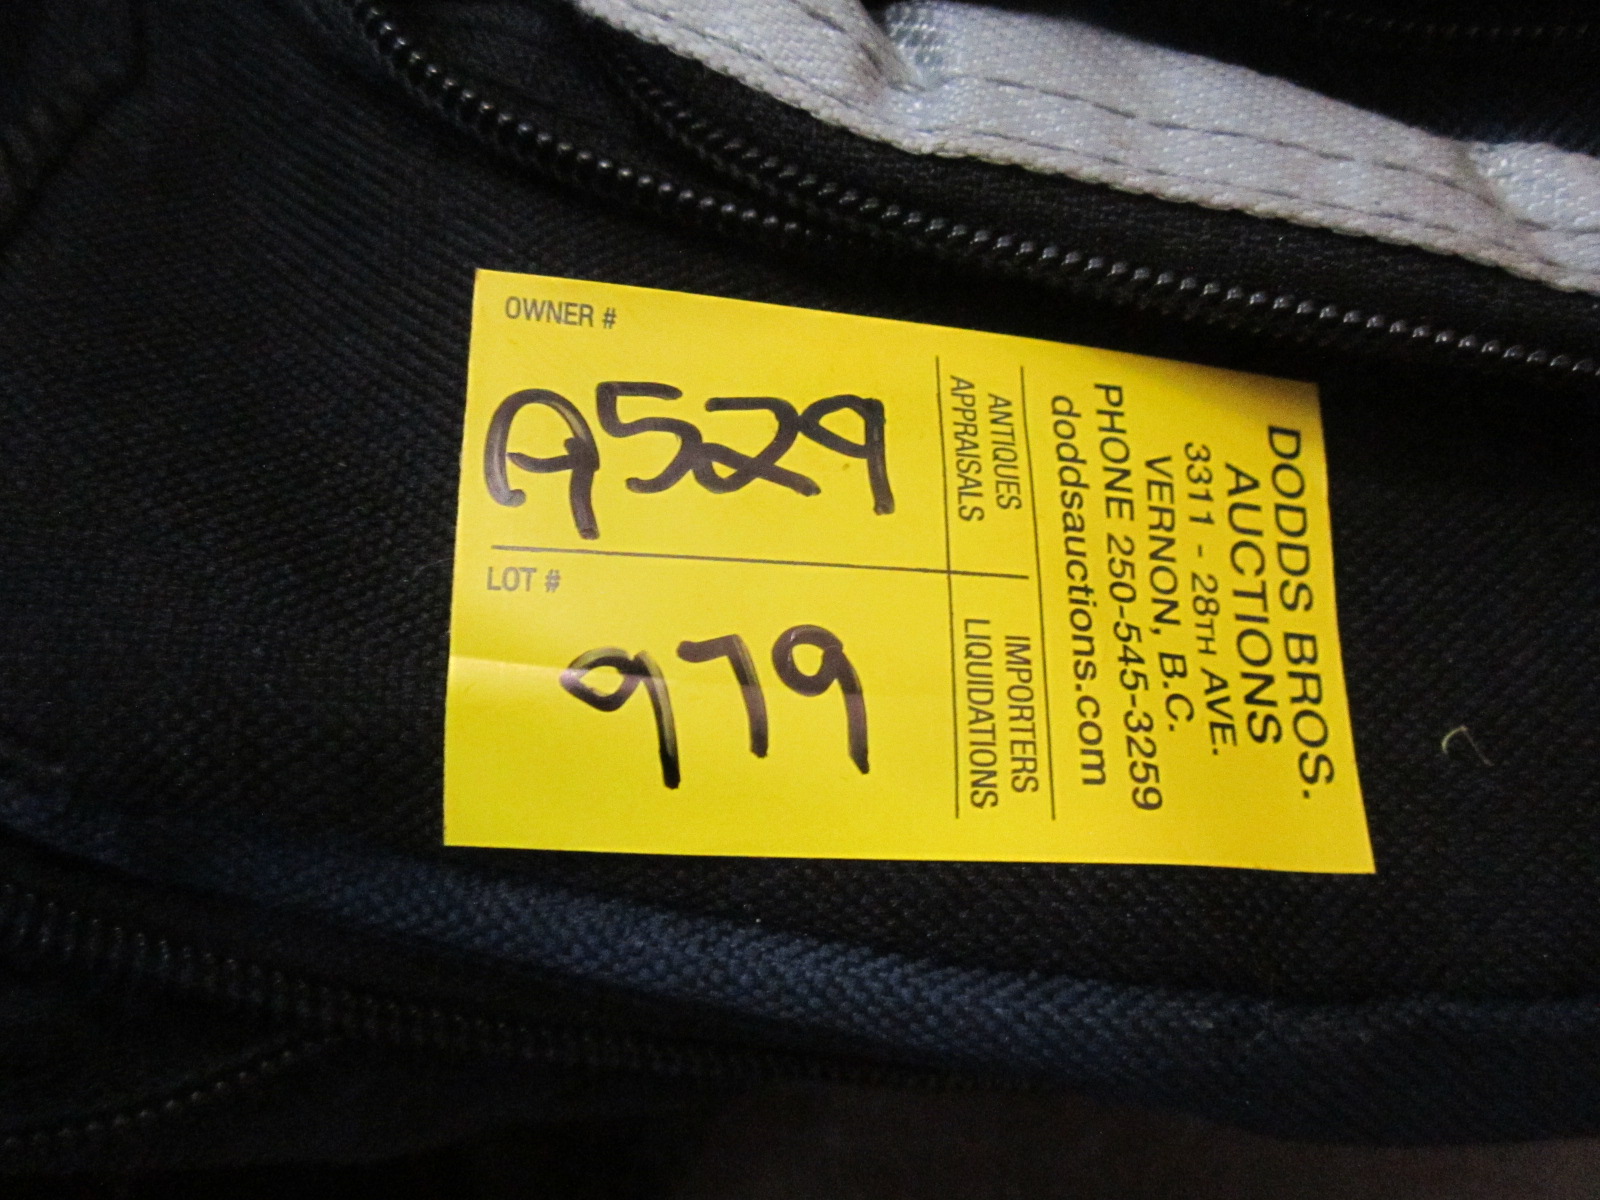 DODDS BROS.
AUCTIONS
3311 - 28TH AVE.
VERNON, B.C.
PHONE 250-545-3259
doddsauctions.com
ANTIQUES
APPRAISALS
IMPORTERS
LIQUIDATIONS
OWNER #
A529
LOT #
979